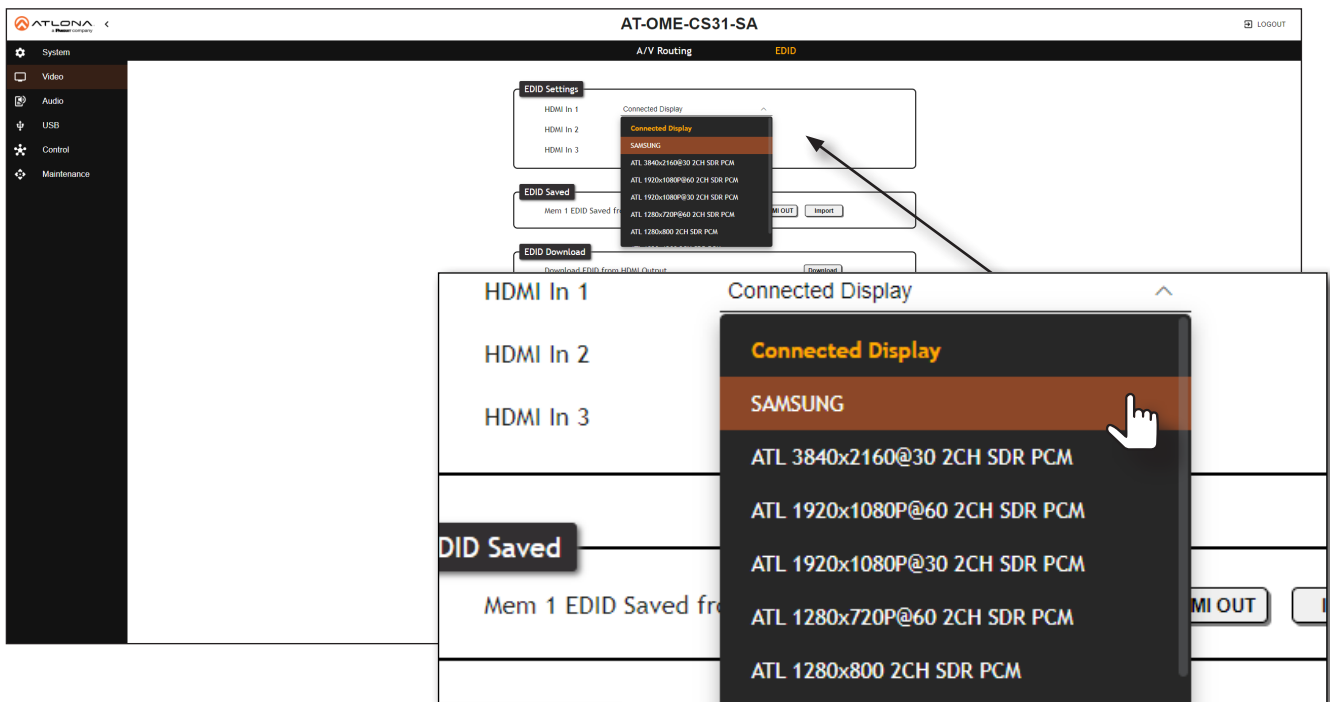 ATLONA
a Panduit company
AT-OME-CS31-SA
LOGOUT
System
Video
Audio
USB
Control
Maintenance
A/V Routing EDID
EDID Settings
HDMI In 1 Connected Display
HDMI In 2
HDMI In 3
Connected Display
SAMSUNG
ATL 3840x2160@30 2CH SDR PCM
ATL 1920x1080P@60 2CH SDR PCM
ATL 1920x1080P@30 2CH SDR PCM
ATL 1280x720P@60 2CH SDR PCM
ATL 1280x800 2CH SDR PCM
EDID Saved
Mem 1 EDID Saved fr MI OUT Import
EDID Download
Download EDID from HDMI Output Download
HDMI In 1 Connected Display
HDMI In 2
HDMI In 3
Connected Display
SAMSUNG
ATL 3840x2160@30 2CH SDR PCM
ATL 1920x1080P@60 2CH SDR PCM
ATL 1920x1080P@30 2CH SDR PCM
ATL 1280x720P@60 2CH SDR PCM
ATL 1280x800 2CH SDR PCM
DID Saved
Mem 1 EDID Saved fr MI OUT I